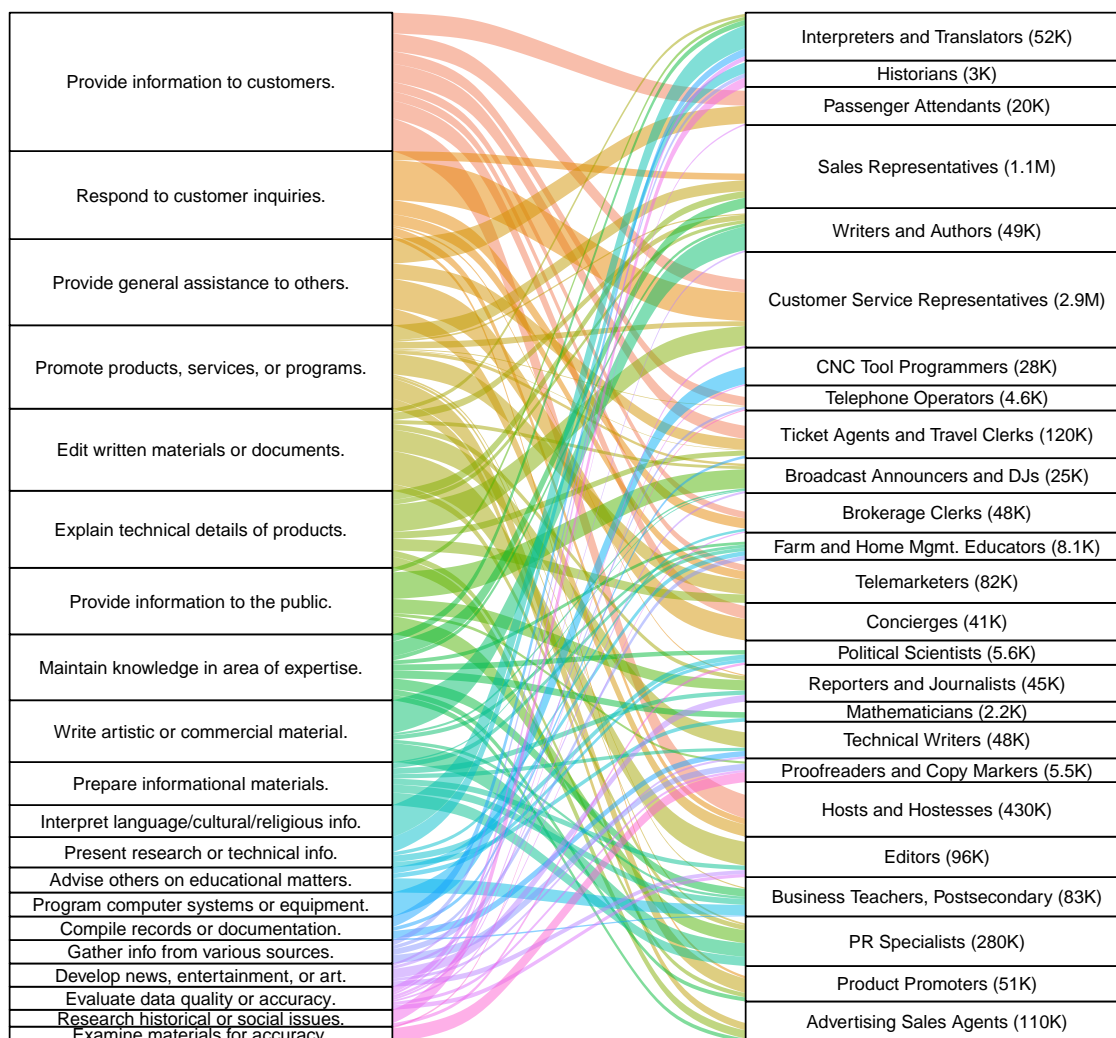 Provide information to customers.
Respond to customer inquiries.
Provide general assistance to others.
Promote products, services, or programs.
Edit written materials or documents.
Explain technical details of products.
Provide information to the public.
Maintain knowledge in area of expertise.
Write artistic or commercial material.
Prepare informational materials.
Interpret language/cultural/religious info.
Present research or technical info.
Advise others on educational matters.
Program computer systems or equipment.
Compile records or documentation.
Gather info from various sources.
Develop news, entertainment, or art.
Evaluate data quality or accuracy.
Research historical or social issues.
Examine materials for accuracy
Interpreters and Translators (52K)
Historians (3K)
Passenger Attendants (20K)
Sales Representatives (1.1M)
Writers and Authors (49K)
Customer Service Representatives (2.9M)
CNC Tool Programmers (28K)
Telephone Operators (4.6K)
Ticket Agents and Travel Clerks (120K)
Broadcast Announcers and DJs (25K)
Brokerage Clerks (48K)
Farm and Home Mgmt. Educators (8.1K)
Telemarketers (82K)
Concierges (41K)
Political Scientists (5.6K)
Reporters and Journalists (45K)
Mathematicians (2.2K)
Technical Writers (48K)
Proofreaders and Copy Markers (5.5K)
Hosts and Hostesses (430K)
Editors (96K)
Business Teachers, Postsecondary (83K)
PR Specialists (280K)
Product Promoters (51K)
Advertising Sales Agents (110K)